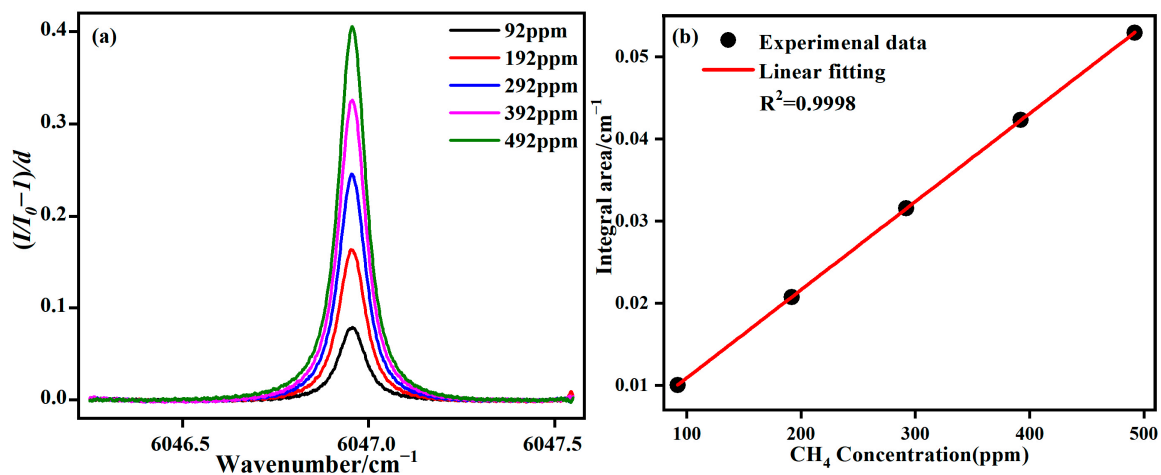 (a)
92ppm
192ppm
292ppm
392ppm
492ppm
0.4
0.3
0.2
0.1
0.0
(I/I₀−1)/d
6046.5
6047.0
6047.5
Wavenumber/cm⁻¹
(b)
Experimenal data
Linear fitting
R²=0.9998
0.05
0.04
0.03
0.02
0.01
Integral area/cm⁻¹
100
200
300
400
500
CH₄ Concentration(ppm)